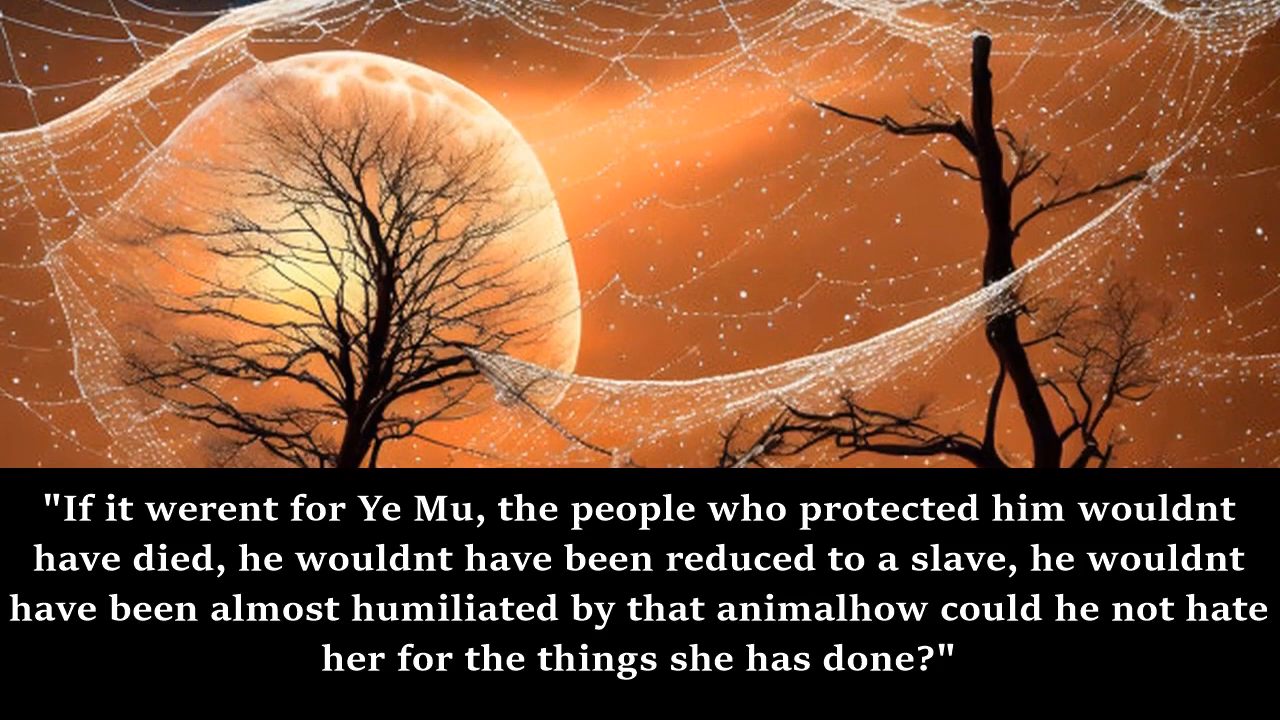 "If it werent for Ye Mu, the people who protected him wouldnt
have died, he wouldnt have been reduced to a slave, he wouldnt
have been almost humiliated by that animalhow could he not hate
her for the things she has done?"